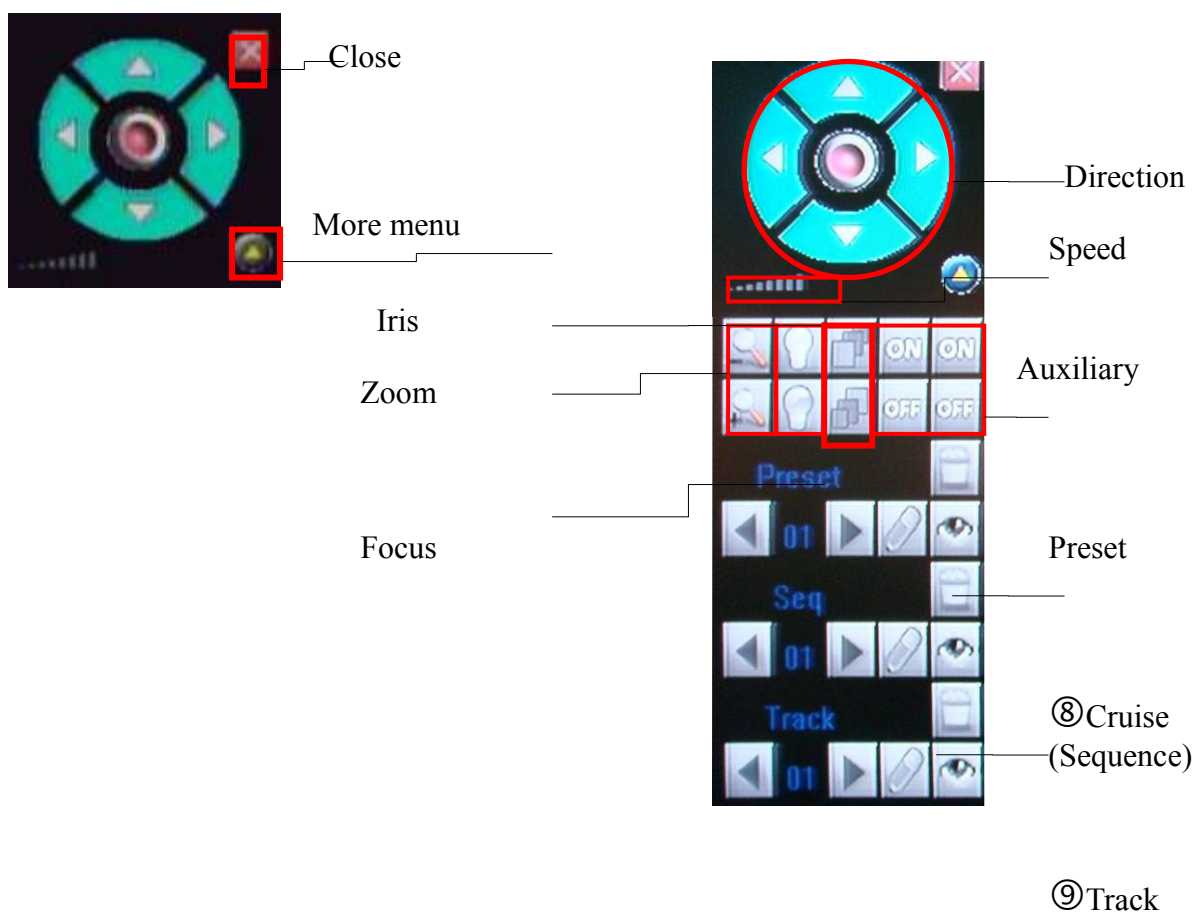 Close
Direction
More menu
Speed
Iris
ON ON
Auxiliary
Zoom
OFF OFF
Preset
01
Focus
Preset
Seq
01
Track
⑧Cruise
(Sequence)
01
⑨Track